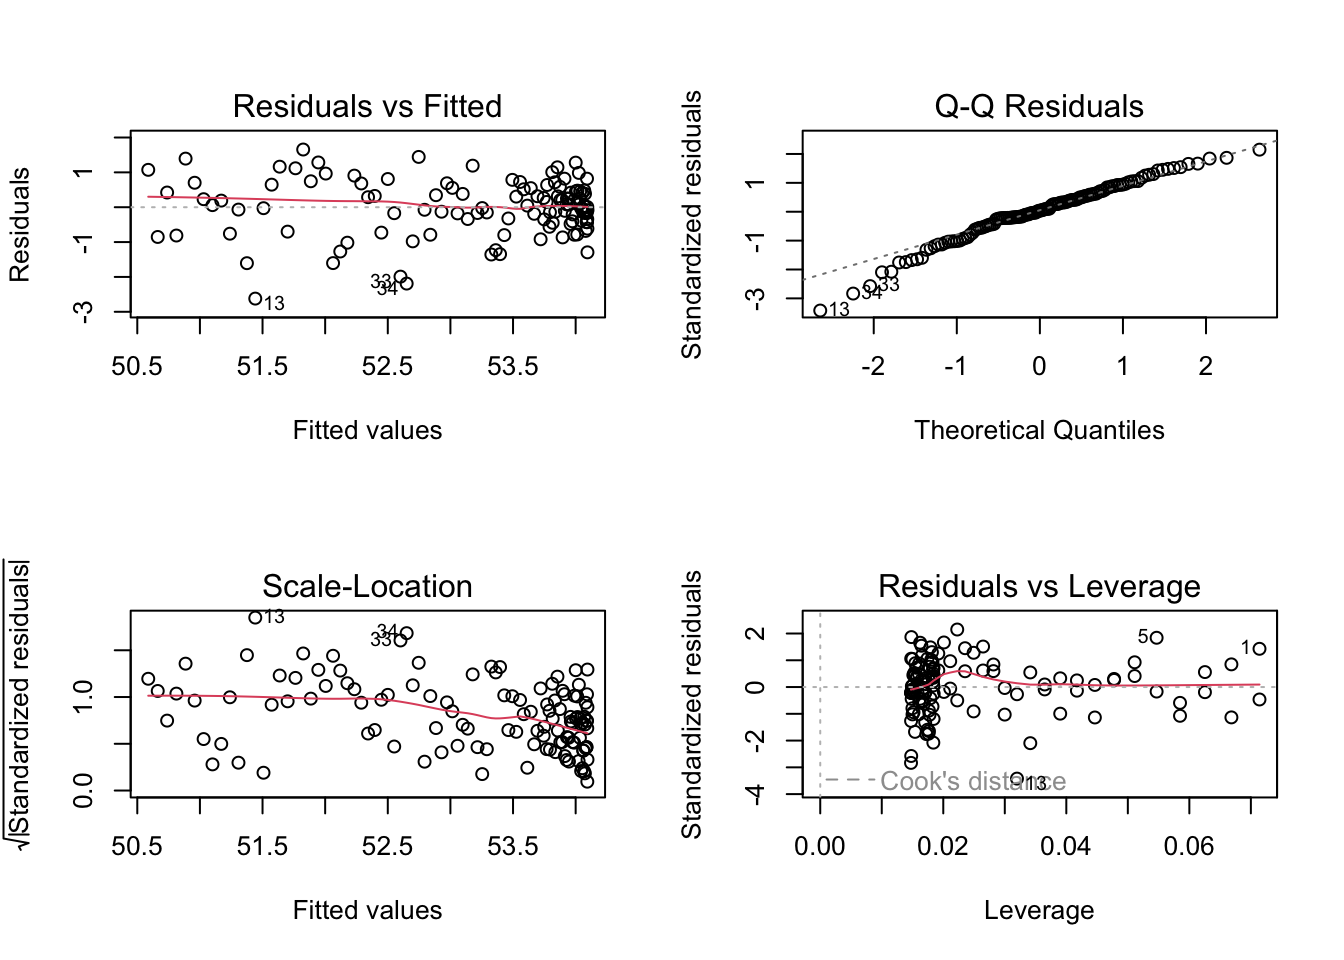 Residuals vs Fitted
Residuals
1
-1
-3
33
34
13
50.5 51.5 52.5 53.5
Fitted values
Q-Q Residuals
Standardized residuals
1
-1
-3
33
34
13
-2 -1 0 1 2
Theoretical Quantiles
Scale-Location
√|Standardized residuals|
1.0
0.0
13
34
33
50.5 51.5 52.5 53.5
Fitted values
Residuals vs Leverage
Standardized residuals
2
0
-2
-4
5
1
13
Cook's distance
0.00 0.02 0.04 0.06
Leverage